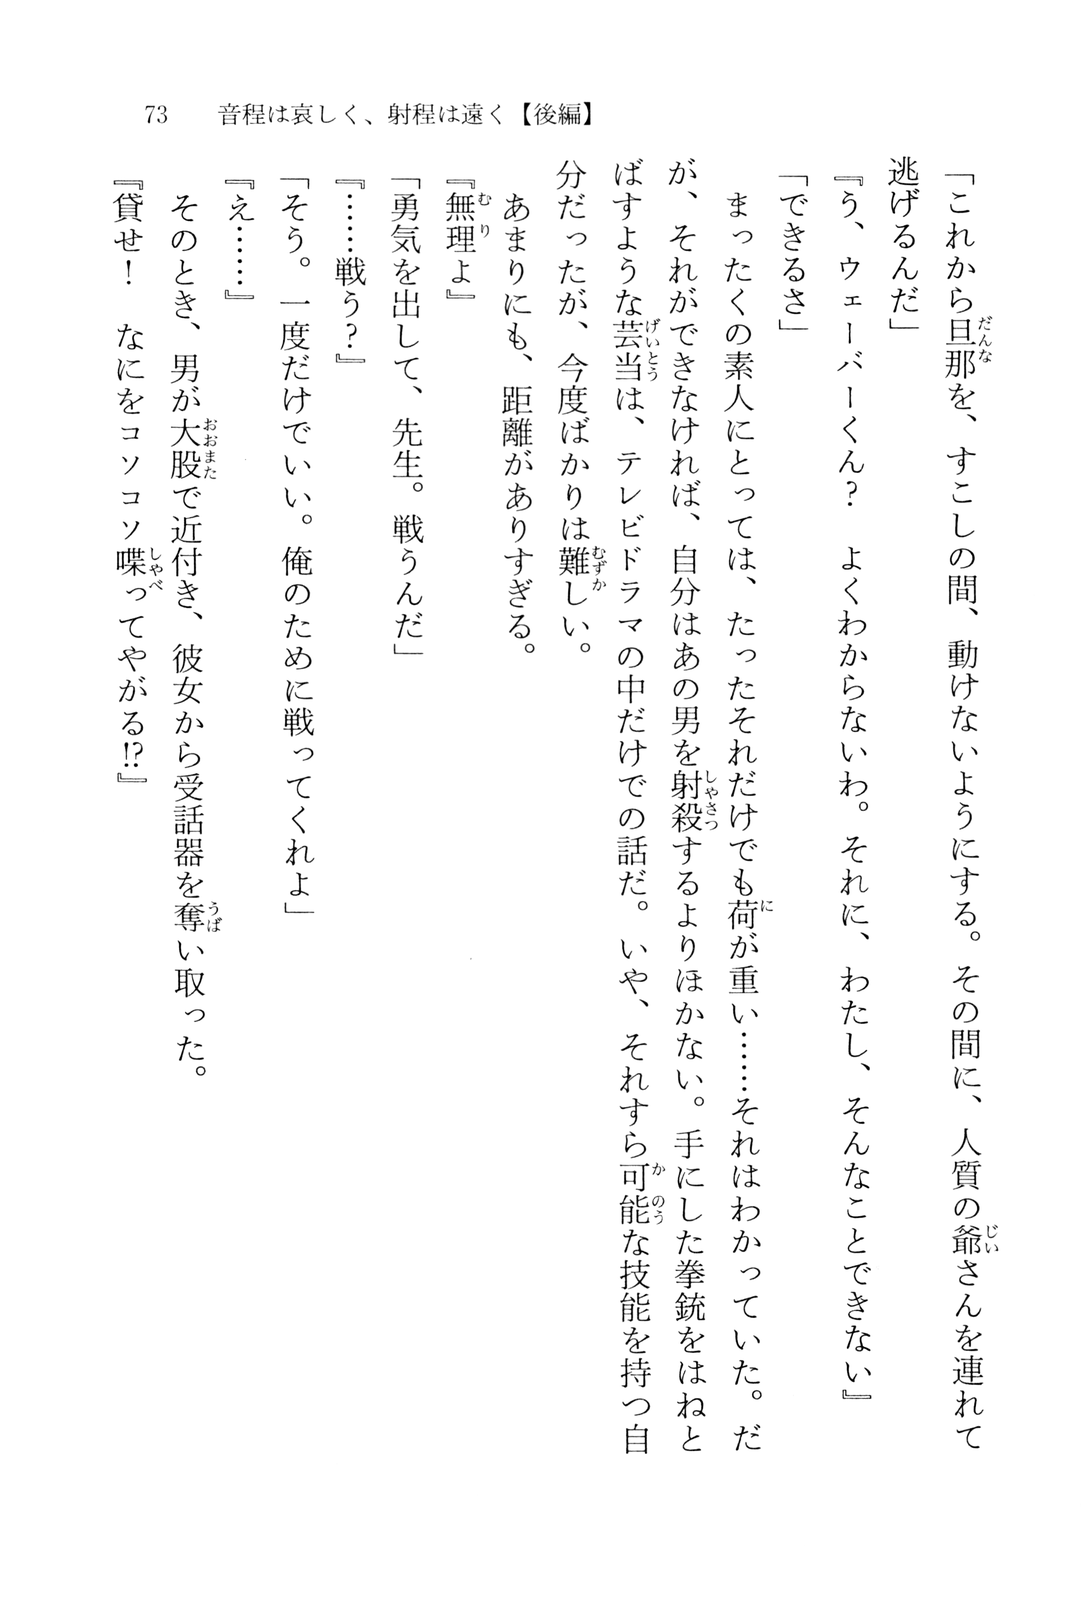 73　音程は哀しく、射程は遠く【後編】
「これから旦那を、すこしの間、動けないようにする。その間に、人質の爺さんを連れて
逃げるんだ」
『う、ウェーバーくん？　よくわからないわ。それに、わたし、そんなことできない』
「できるさ」
　まったくの素人にとっては、たったそれだけでも荷が重い……それはわかっていた。だ
が、それができなければ、自分はあの男を射殺するよりほかない。手にした拳銃をはねと
ばすような芸当は、テレビドラマの中だけでの話だ。いや、それすら可能な技能を持つ自
分だったが、今度ばかりは難しい。
　あまりにも、距離がありすぎる。
『無理よ』
「勇気を出して、先生。戦うんだ」
『……戦う？』
「そう。一度だけでいい。俺のために戦ってくれよ」
『え……』
　そのとき、男が大股で近付き、彼女から受話器を奪い取った。
『貸せ！　なにをコソコソ喋ってやがる!?』